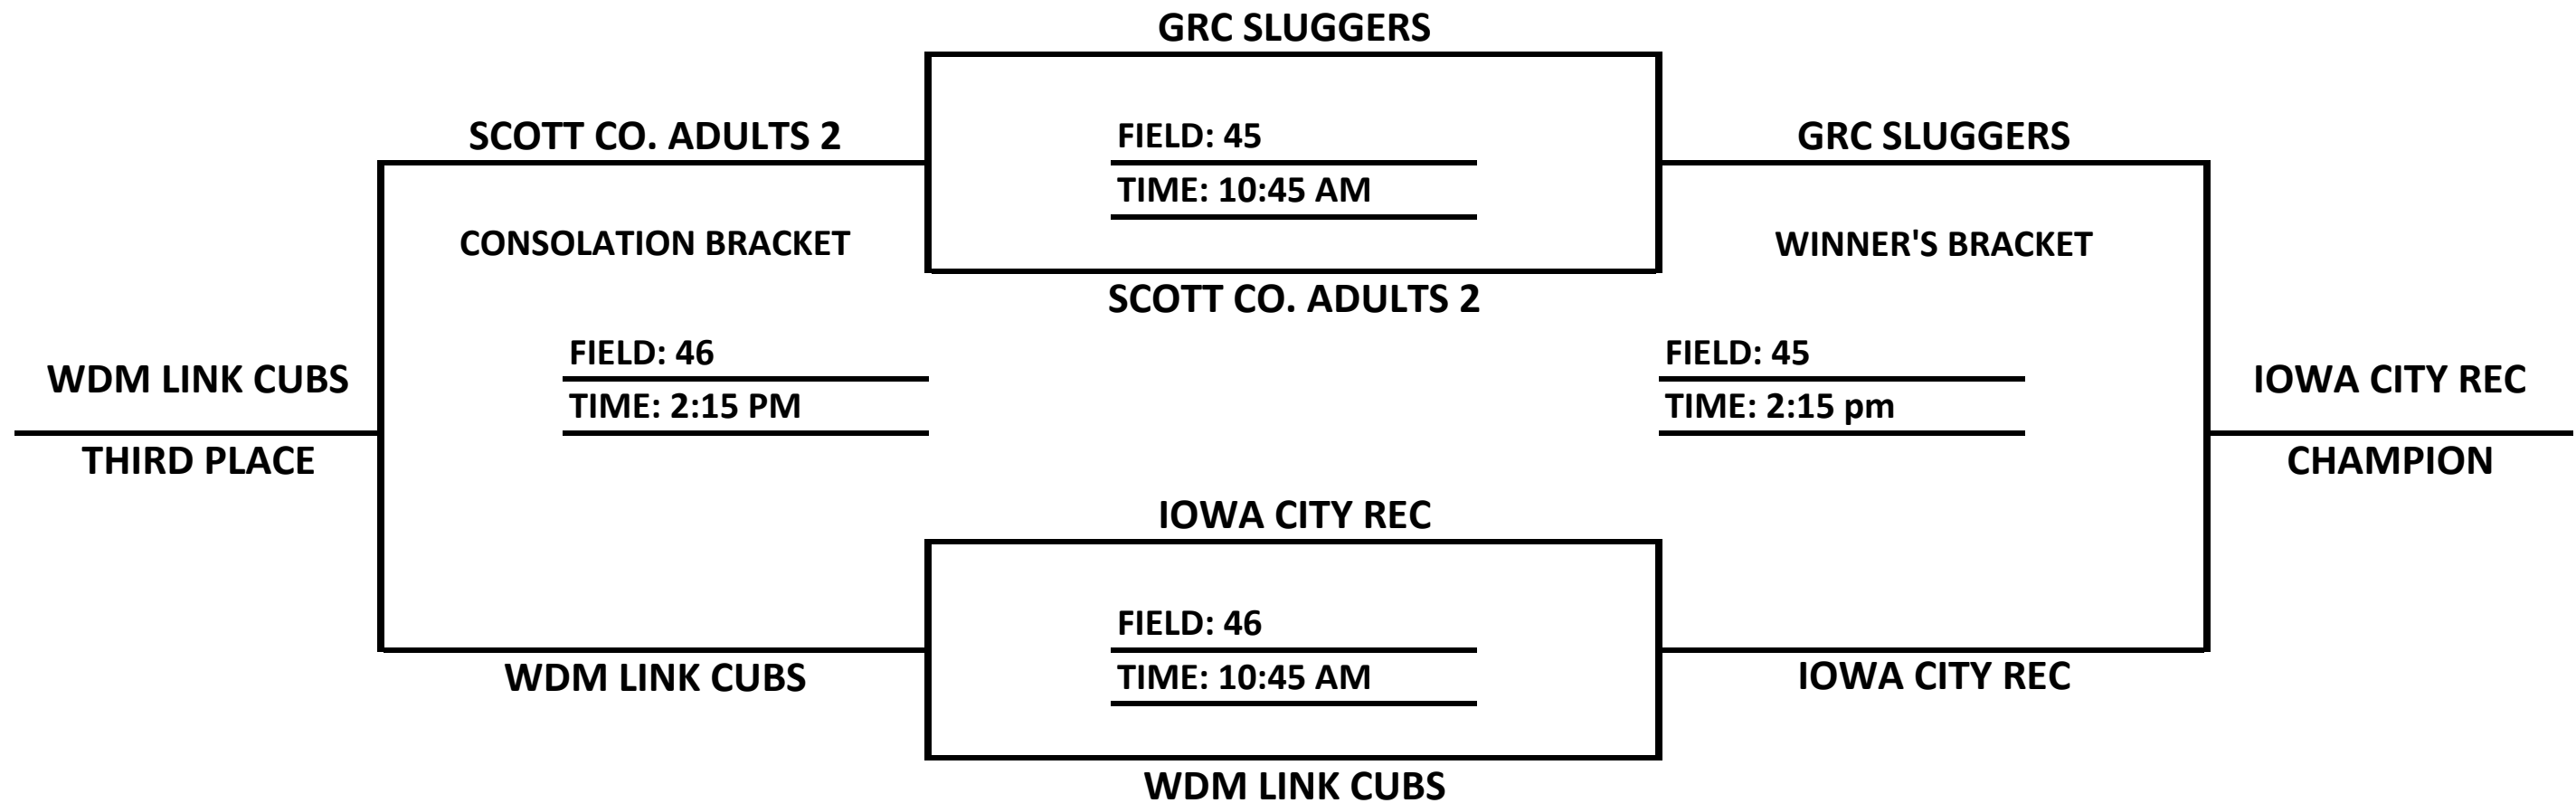 GRC SLUGGERS
SCOTT CO. ADULTS 2
FIELD: 45
TIME: 10:45 AM
GRC SLUGGERS
CONSOLATION BRACKET
WINNER'S BRACKET
SCOTT CO. ADULTS 2
WDM LINK CUBS
THIRD PLACE
FIELD: 46
TIME: 2:15 PM
FIELD: 45
TIME: 2:15 pm
IOWA CITY REC
CHAMPION
IOWA CITY REC
FIELD: 46
TIME: 10:45 AM
WDM LINK CUBS
IOWA CITY REC
WDM LINK CUBS